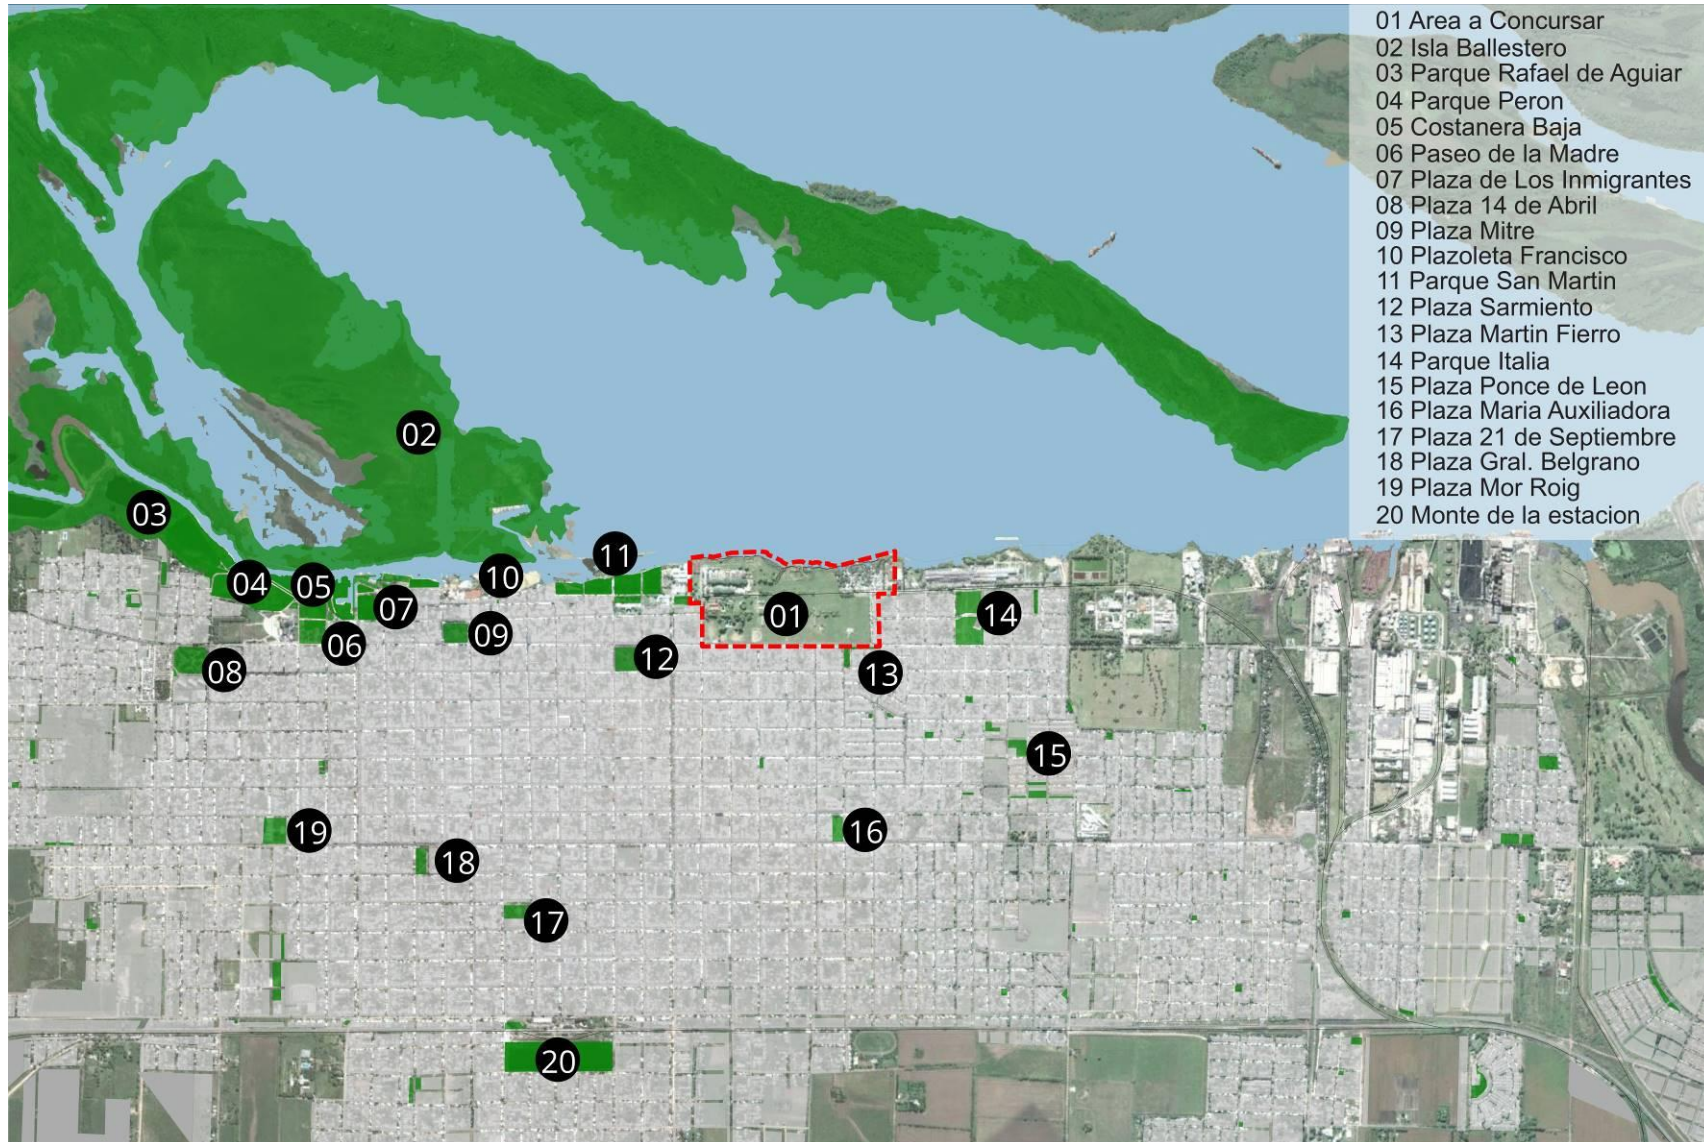 01 Area a Concursar
02 Isla Ballestero
03 Parque Rafael de Aguiar
04 Parque Peron
05 Costanera Baja
06 Paseo de la Madre
07 Plaza de Los Inmigrantes
08 Plaza 14 de Abril
09 Plaza Mitre
10 Plazoleta Francisco
11 Parque San Martin
12 Plaza Sarmiento
13 Plaza Martin Fierro
14 Parque Italia
15 Plaza Ponce de Leon
16 Plaza Maria Auxiliadora
17 Plaza 21 de Septiembre
18 Plaza Gral. Belgrano
19 Plaza Mor Roig
20 Monte de la estacion
02
03
11
10
04
05
07
01
14
09
06
12
08
13
15
19
16
18
17
20